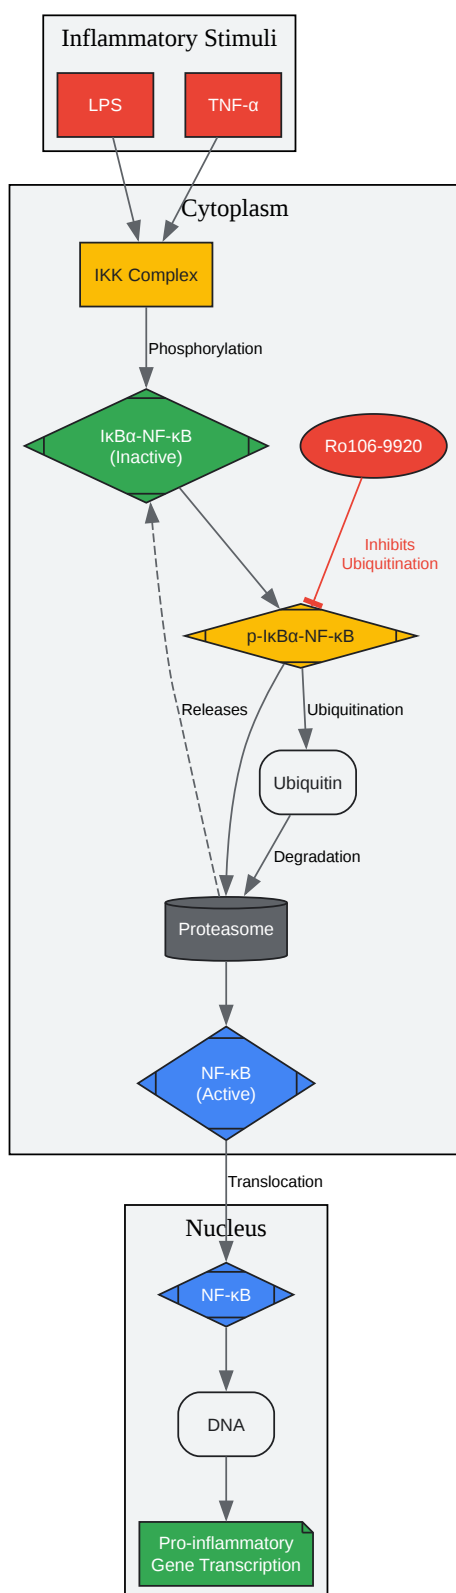 Inflammatory Stimuli
LPS
TNF-α
Cytoplasm
IKK Complex
Phosphorylation
IκBα-NF-κB
(Inactive)
Ro106-9920
Inhibits
Ubiquitination
p-IκBα-NF-κB
Releases
Ubiquitination
Ubiquitin
Degradation
Proteasome
NF-κB
(Active)
Translocation
Nucleus
NF-κB
DNA
Pro-inflammatory
Gene Transcription